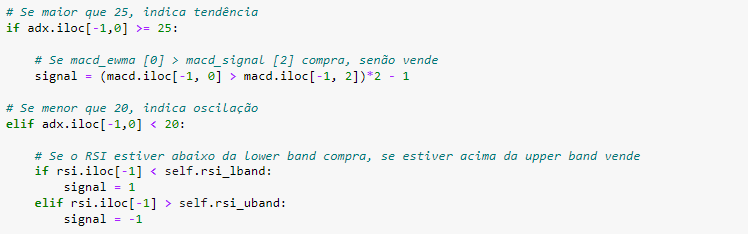 # Se maior que 25, indica tendência
if adx.iloc[-1,0] >= 25:
# Se macd_ewma [0] > macd_signal [2] compra, senão vende
signal = (macd.iloc[-1, 0] > macd.iloc[-1, 2])*2 - 1
# Se menor que 20, indica oscilação
elif adx.iloc[-1,0] < 20:
# Se o RSI estiver abaixo da lower band compra, se estiver acima da upper band vende
if rsi.iloc[-1] < self.rsi_lband:
signal = 1
elif rsi.iloc[-1] > self.rsi_uband:
signal = -1